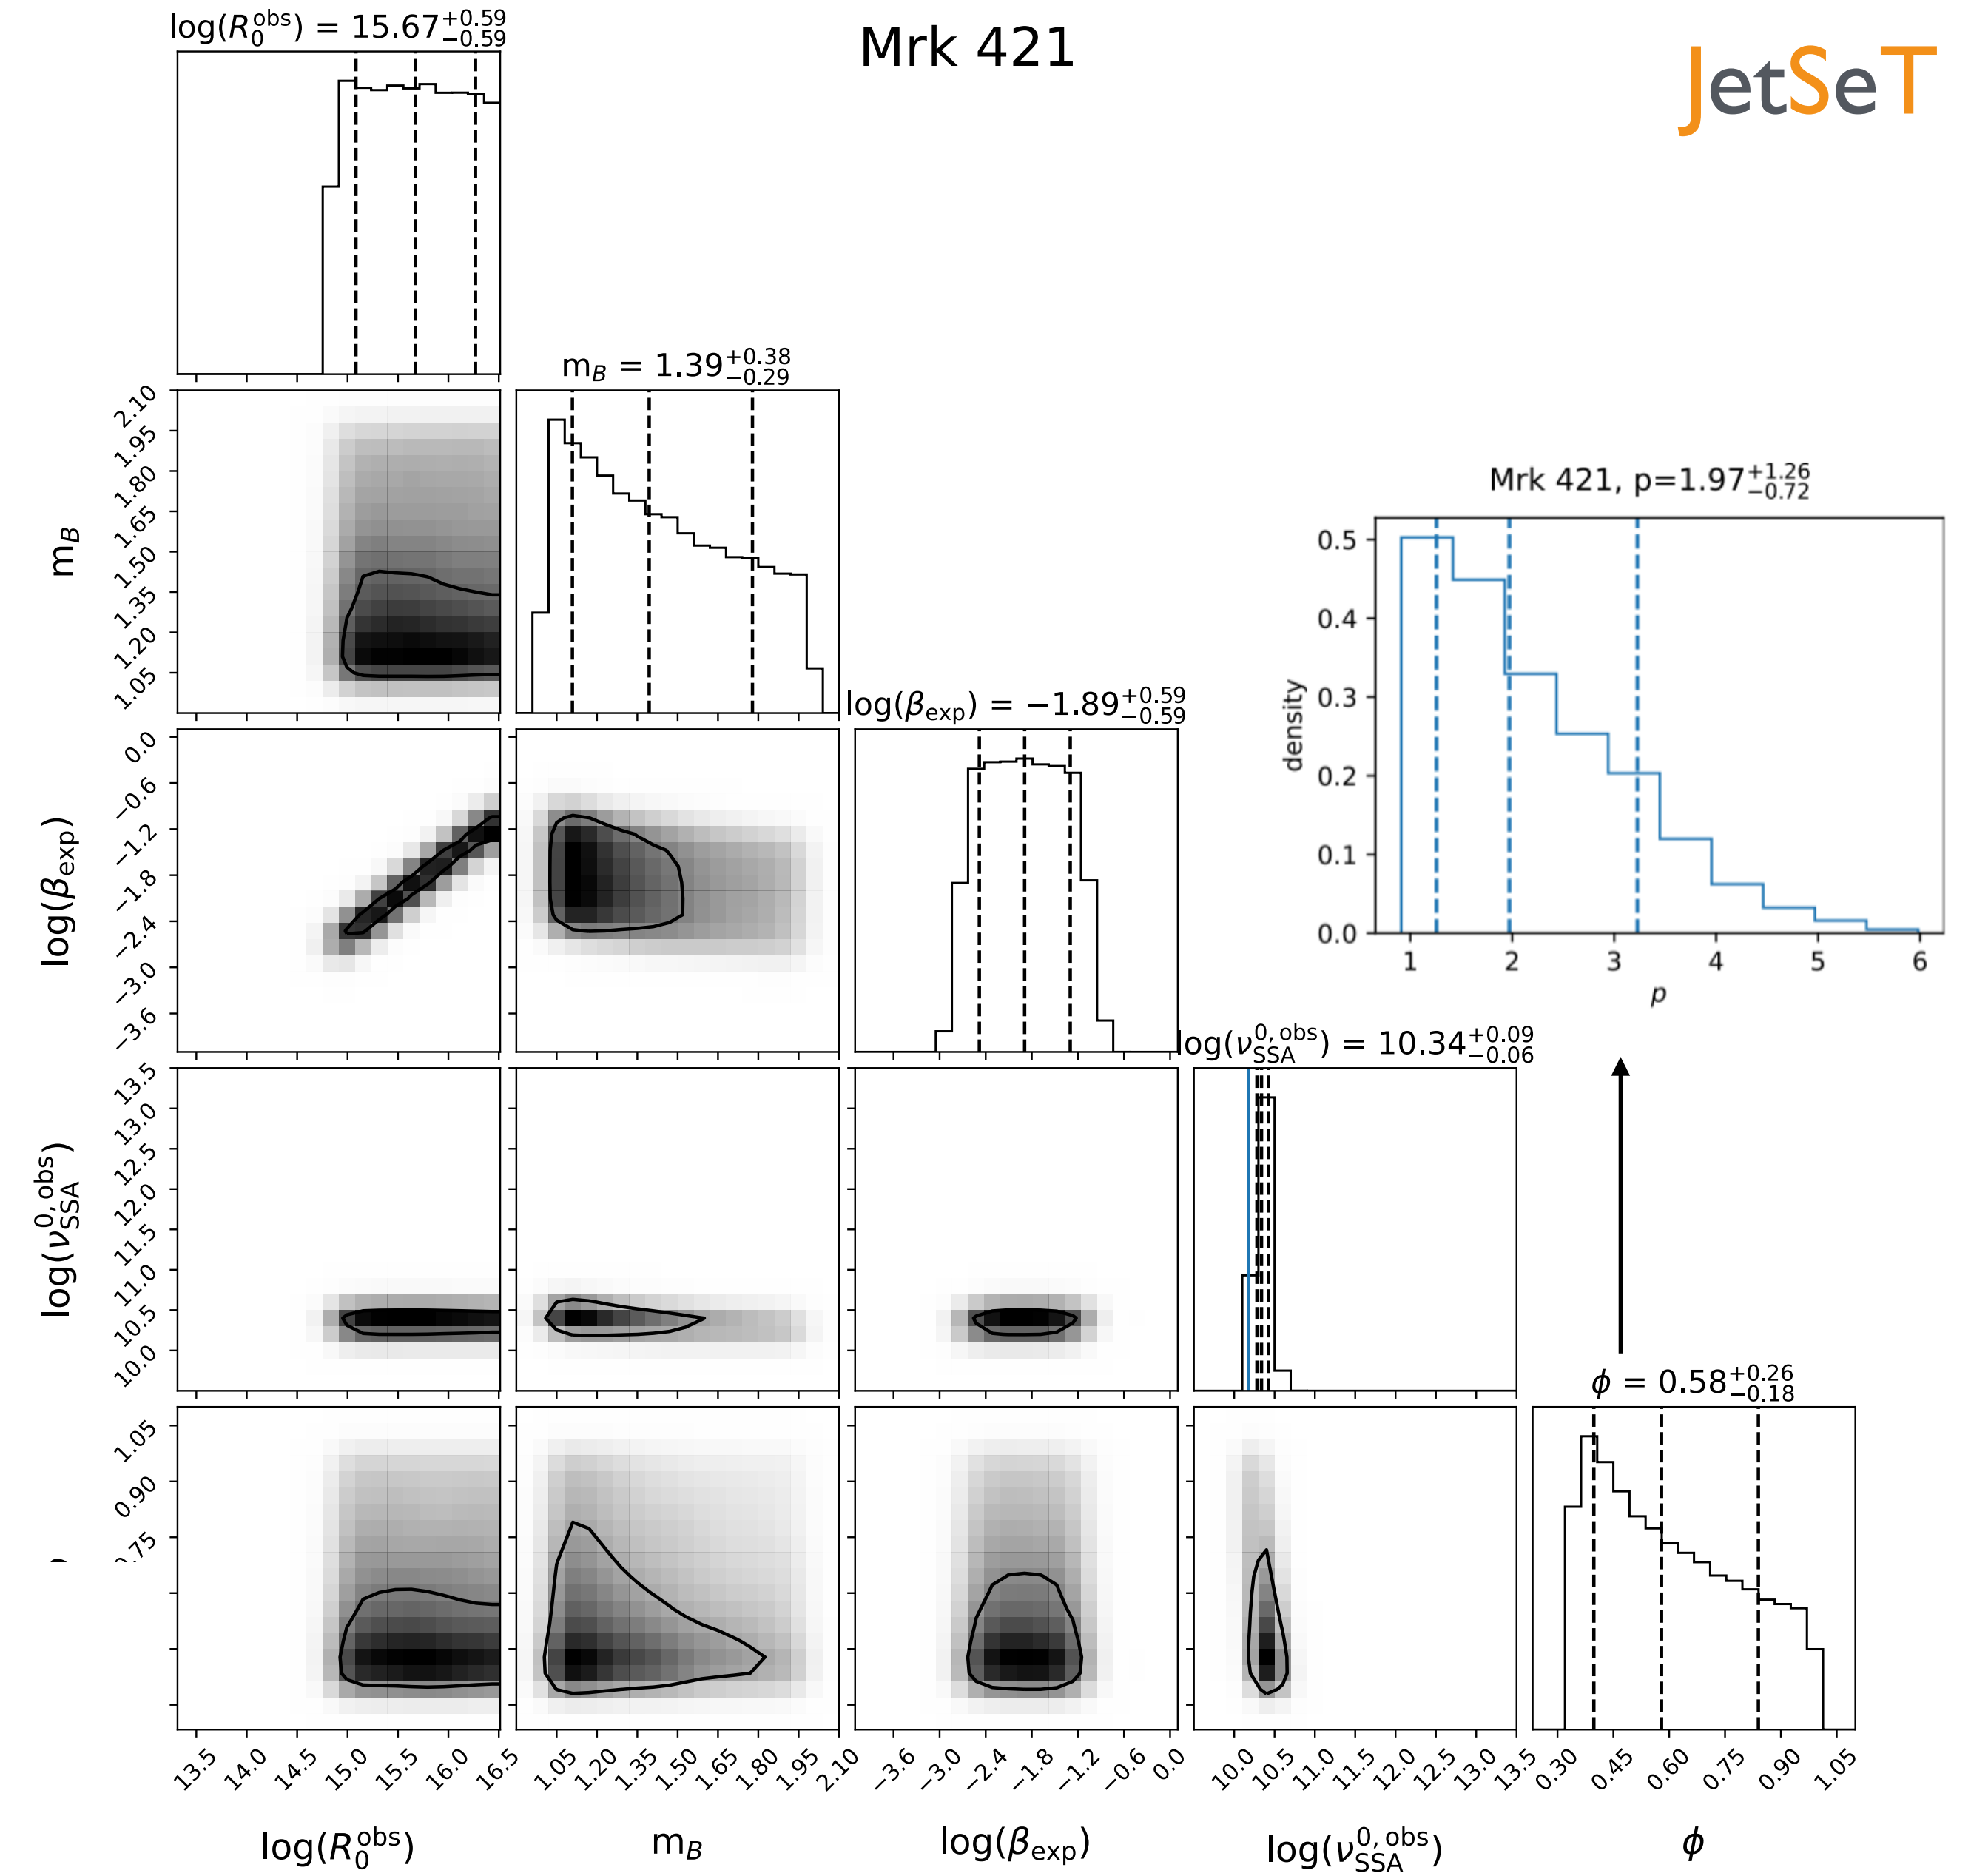 Mrk 421
JetSeT
log(R₀^obs) = 15.67 +0.59 −0.59
m_B = 1.39 +0.38 −0.29
2.10
1.95
1.80
1.65
1.50
1.35
1.20
1.05
m_B
Mrk 421, p=1.97 +1.26 −0.72
0.5
0.4
0.3
0.2
0.1
0.0
density
1 2 3 4 5 6
p
log(β_exp) = −1.89 +0.59 −0.59
0.0
−0.6
−1.2
−1.8
−2.4
−3.0
−3.6
log(β_exp)
log(ν_SSA^0,obs) = 10.34 +0.09 −0.06
13.5
13.0
12.5
12.0
11.5
11.0
10.5
10.0
log(ν_SSA^0,obs)
ϕ = 0.58 +0.26 −0.18
1.05
0.90
13.5 14.0 14.5 15.0 15.5 16.0 16.5
1.05 1.20 1.35 1.50 1.65 1.80 1.95 2.10
−3.6 −3.0 −2.4 −1.8 −1.2 −0.6 0.0
10.0 10.5 11.0 11.5 12.0 12.5 13.0 13.5
0.30 0.45 0.60 0.75 0.90 1.05
log(R₀^obs)
m_B
log(β_exp)
log(ν_SSA^0,obs)
ϕ